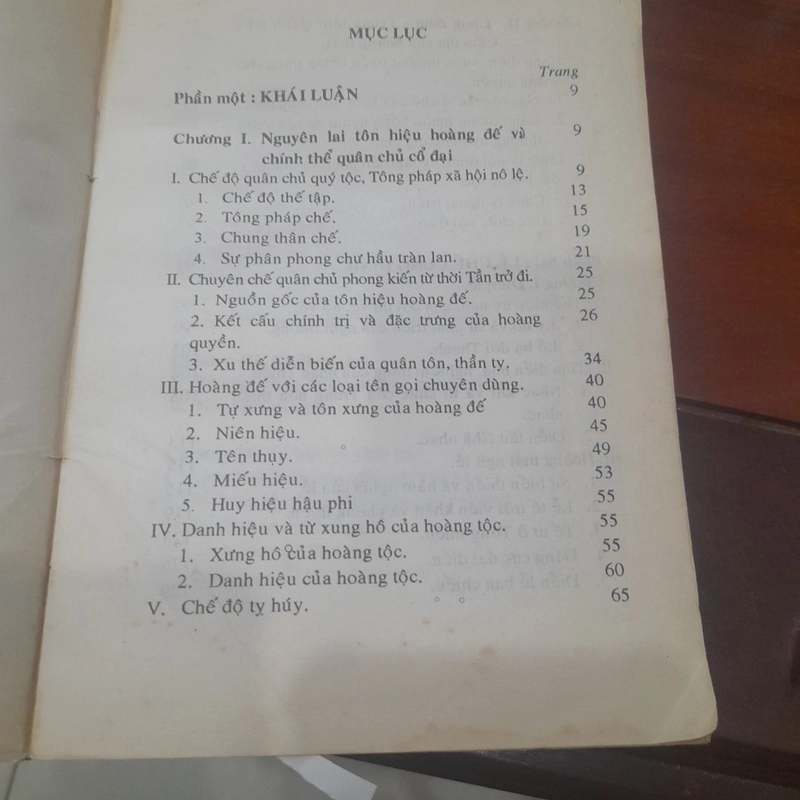 MỤC LỤC
Trang
Phần một : KHÁI LUẬN 9
Chương I. Nguyên lai tôn hiệu hoàng đế và 9
chính thể quân chủ cổ đại
I. Chế độ quân chủ quý tộc, Tông pháp xã hội nô lệ. 9
1. Chế độ thế tập. 13
2. Tông pháp chế. 15
3. Chung thân chế. 19
4. Sự phân phong chư hầu tràn lan. 21
II. Chuyên chế quân chủ phong kiến từ thời Tần trở đi. 25
1. Nguồn gốc của tôn hiệu hoàng đế. 25
2. Kết cấu chính trị và đặc trưng của hoàng 26
quyền.
3. Xu thế diễn biến của quân tôn, thần ty. 34
III. Hoàng đế với các loại tên gọi chuyên dùng. 40
1. Tự xưng và tôn xưng của hoàng đế 40
2. Niên hiệu. 45
3. Tên thụy. 49
4. Miếu hiệu. 53
5. Huy hiệu hậu phi 55
IV. Danh hiệu và từ xung hô của hoàng tộc. 55
1. Xưng hô của hoàng tộc. 55
2. Danh hiệu của hoàng tộc. 60
V. Chế độ tỵ húy. 65